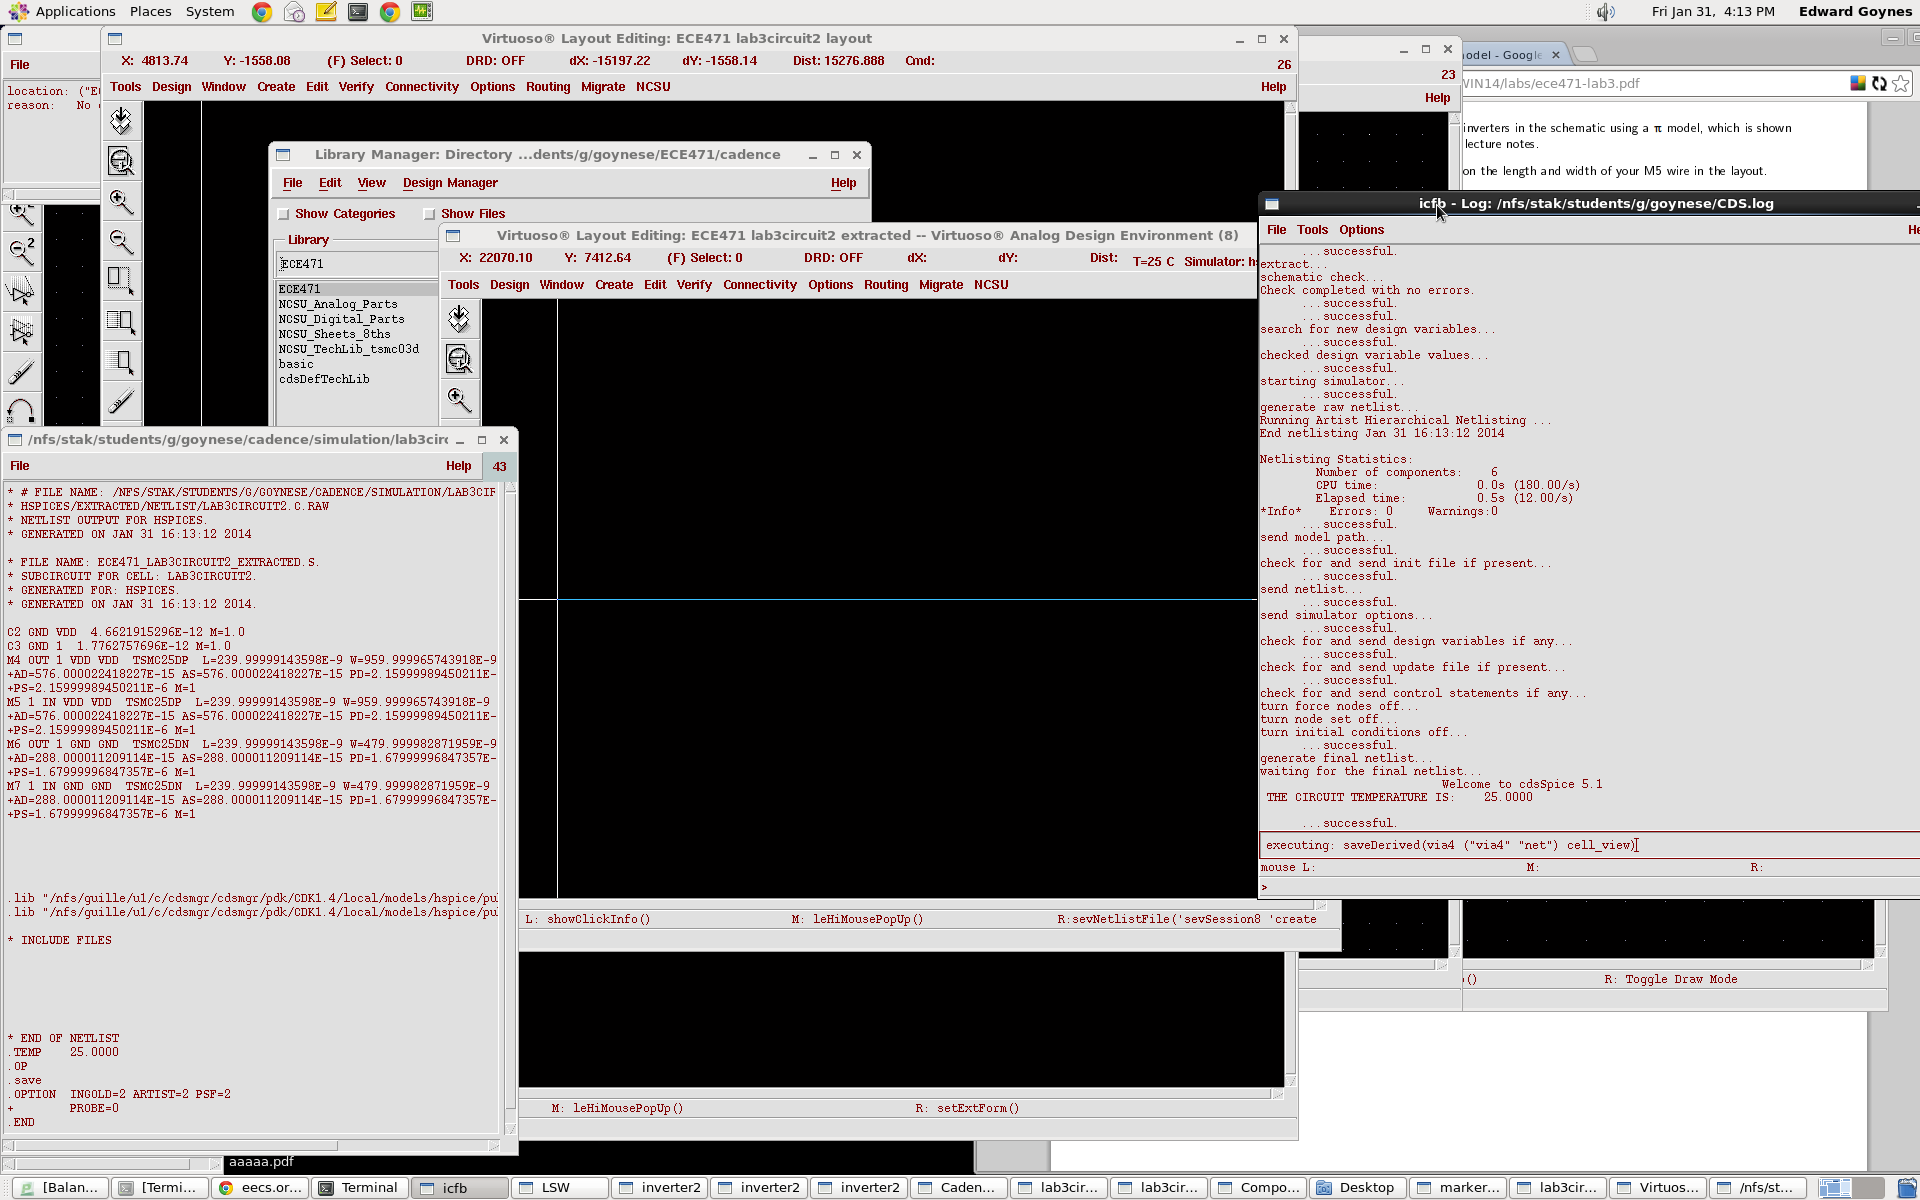 Applications Places System
Fri Jan 31, 4:13 PM Edward Goynes
Virtuoso® Layout Editing: ECE471 lab3circuit2 layout
X: 4813.74 Y: -1558.08 (F) Select: 0 DRD: OFF dX: -15197.22 dY: -1558.14 Dist: 15276.888 Cmd:
26
Tools Design Window Create Edit Verify Connectivity Options Routing Migrate NCSU Help
File
location: ("E
reason: No
odel - Google
23
Help
WIN14/labs/ece471-lab3.pdf
inverters in the schematic using a π model, which is shown
lecture notes.
on the length and width of your M5 wire in the layout.
Library Manager: Directory ...dents/g/goynese/ECE471/cadence
File Edit View Design Manager Help
Show Categories Show Files
Library
ECE471
ECE471
NCSU_Analog_Parts
NCSU_Digital_Parts
NCSU_Sheets_8ths
NCSU_TechLib_tsmc03d
basic
cdsDefTechLib
Virtuoso® Layout Editing: ECE471 lab3circuit2 extracted -- Virtuoso® Analog Design Environment (8)
X: 22070.10 Y: 7412.64 (F) Select: 0 DRD: OFF dX: dY: Dist: T=25 C Simulator: h
Tools Design Window Create Edit Verify Connectivity Options Routing Migrate NCSU
icfb - Log: /nfs/stak/students/g/goynese/CDS.log
File Tools Options He
...successful.
extract...
schematic check...
Check completed with no errors.
...successful.
...successful.
search for new design variables...
...successful.
checked design variable values...
...successful.
starting simulator...
...successful.
generate raw netlist...
Running Artist Hierarchical Netlisting ...
End netlisting Jan 31 16:13:12 2014
Netlisting Statistics:
Number of components: 6
CPU time: 0.0s (180.00/s)
Elapsed time: 0.5s (12.00/s)
*Info* Errors: 0 Warnings:0
...successful.
send model path...
...successful.
check for and send init file if present...
...successful.
send netlist...
...successful.
send simulator options...
...successful.
check for and send design variables if any...
...successful.
check for and send update file if present...
...successful.
check for and send control statements if any...
turn force nodes off...
turn node set off...
turn initial conditions off...
...successful.
generate final netlist...
waiting for the final netlist...
Welcome to cdsSpice 5.1
THE CIRCUIT TEMPERATURE IS: 25.0000
...successful.
executing: saveDerived(via4 ("via4" "net") cell_view)
mouse L: M: R:
>
/nfs/stak/students/g/goynese/cadence/simulation/lab3circ
File Help 43
* # FILE NAME: /NFS/STAK/STUDENTS/G/GOYNESE/CADENCE/SIMULATION/LAB3CIR
* HSPICES/EXTRACTED/NETLIST/LAB3CIRCUIT2.C.RAW
* NETLIST OUTPUT FOR HSPICES.
* GENERATED ON JAN 31 16:13:12 2014
* FILE NAME: ECE471_LAB3CIRCUIT2_EXTRACTED.S.
* SUBCIRCUIT FOR CELL: LAB3CIRCUIT2.
* GENERATED FOR: HSPICES.
* GENERATED ON JAN 31 16:13:12 2014.
C2 GND VDD 4.6621915296E-12 M=1.0
C3 GND 1 1.7762757696E-12 M=1.0
M4 OUT 1 VDD VDD TSMC25DP L=239.99999143598E-9 W=959.999965743918E-9
+AD=576.000022418227E-15 AS=576.000022418227E-15 PD=2.15999989450211E-
+PS=2.15999989450211E-6 M=1
M5 1 IN VDD VDD TSMC25DP L=239.99999143598E-9 W=959.999965743918E-9
+AD=576.000022418227E-15 AS=576.000022418227E-15 PD=2.15999989450211E-
+PS=2.15999989450211E-6 M=1
M6 OUT 1 GND GND TSMC25DN L=239.99999143598E-9 W=479.999982871959E-9
+AD=288.000011209114E-15 AS=288.000011209114E-15 PD=1.67999996847357E-
+PS=1.67999996847357E-6 M=1
M7 1 IN GND GND TSMC25DN L=239.99999143598E-9 W=479.999982871959E-9
+AD=288.000011209114E-15 AS=288.000011209114E-15 PD=1.67999996847357E-
+PS=1.67999996847357E-6 M=1
.lib "/nfs/guille/u1/c/cdsmgr/cdsmgr/pdk/CDK1.4/local/models/hspice/pu
.lib "/nfs/guille/u1/c/cdsmgr/cdsmgr/pdk/CDK1.4/local/models/hspice/pu
* INCLUDE FILES
* END OF NETLIST
.TEMP 25.0000
.OP
.save
.OPTION INGOLD=2 ARTIST=2 PSF=2
+ PROBE=0
.END
L: showClickInfo() M: leHiMousePopUp() R:sevNetlistFile('sevSession8 'create
() R: Toggle Draw Mode
M: leHiMousePopUp() R: setExtForm()
aaaaa.pdf
[Balan... [Termi... eecs.or... Terminal icfb LSW inverter2 inverter2 inverter2 Caden... lab3cir... lab3cir... Compo... Desktop marker... lab3cir... Virtuos... /nfs/st...